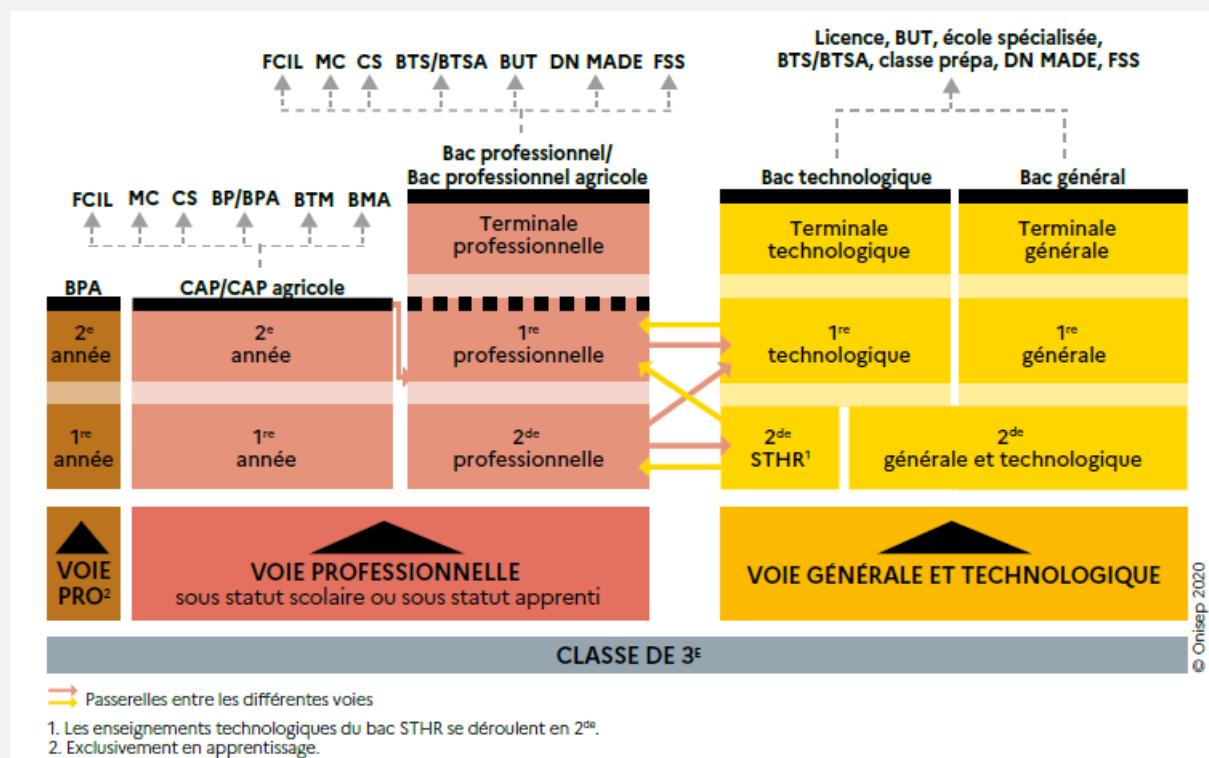 Licence, BUT, école spécialisée,
BTS/BTSA, classe prépa, DN MADE, FSS
FCIL MC CS BTS/BTSA BUT DN MADE FSS
Bac professionnel/
Bac professionnel agricole
Bac technologique
Bac général
FCIL MC CS BP/BPA BTM BMA
Terminale
professionnelle
Terminale
technologique
Terminale
générale
BPA
CAP/CAP agricole
2e
année
2e
année
1re
professionnelle
1re
technologique
1re
générale
1re
année
1re
année
2de
professionnelle
2de
STHR1
2de
générale et technologique
VOIE
PRO2
VOIE PROFESSIONNELLE
sous statut scolaire ou sous statut apprenti
VOIE GÉNÉRALE ET TECHNOLOGIQUE
CLASSE DE 3E
© Onisep 2020
Passerelles entre les différentes voies
1. Les enseignements technologiques du bac STHR se déroulent en 2de.
2. Exclusivement en apprentissage.